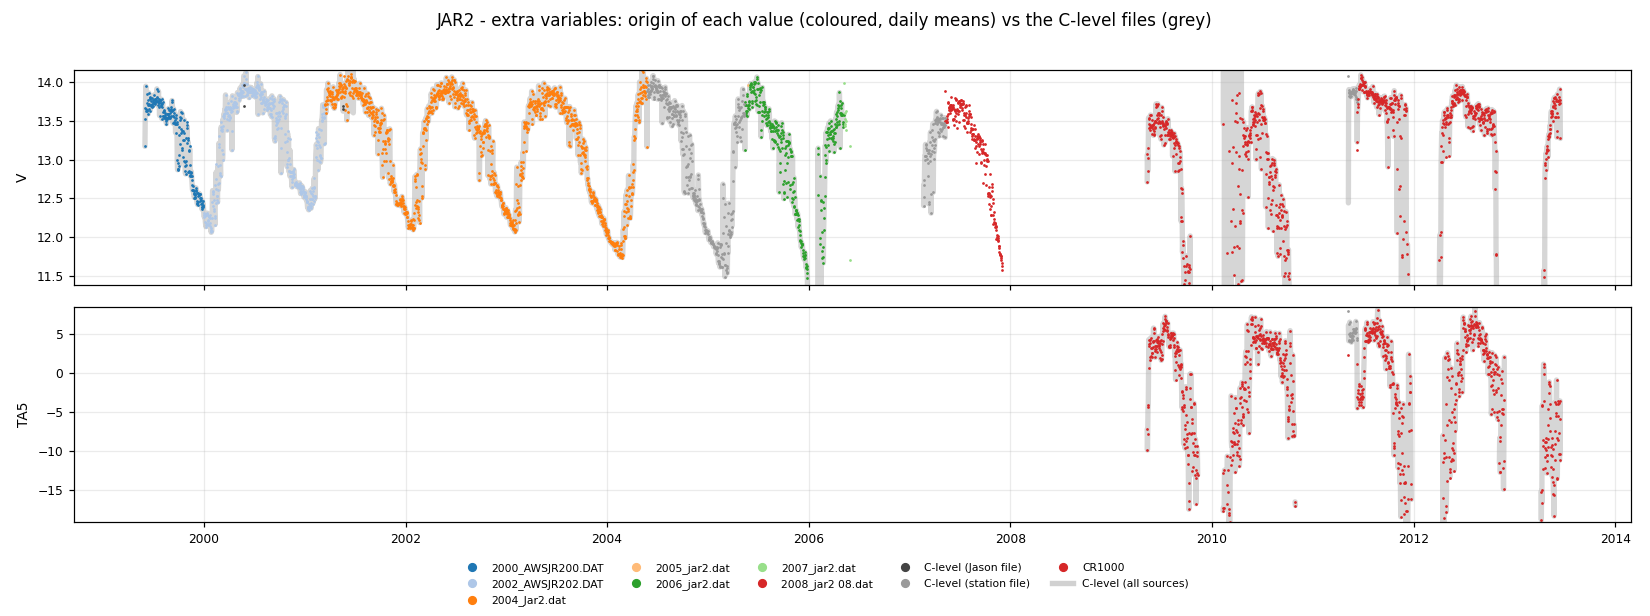 JAR2 - extra variables: origin of each value (coloured, daily means) vs the C-level files (grey)
14.0
13.5
13.0
12.5
12.0
11.5
V
5
0
−5
−10
−15
TA5
2000
2002
2004
2006
2008
2010
2012
2014
2000_AWSJR200.DAT
2002_AWSJR202.DAT
2004_Jar2.dat
2005_jar2.dat
2006_jar2.dat
2007_jar2.dat
2008_jar2 08.dat
C-level (Jason file)
C-level (station file)
CR1000
C-level (all sources)